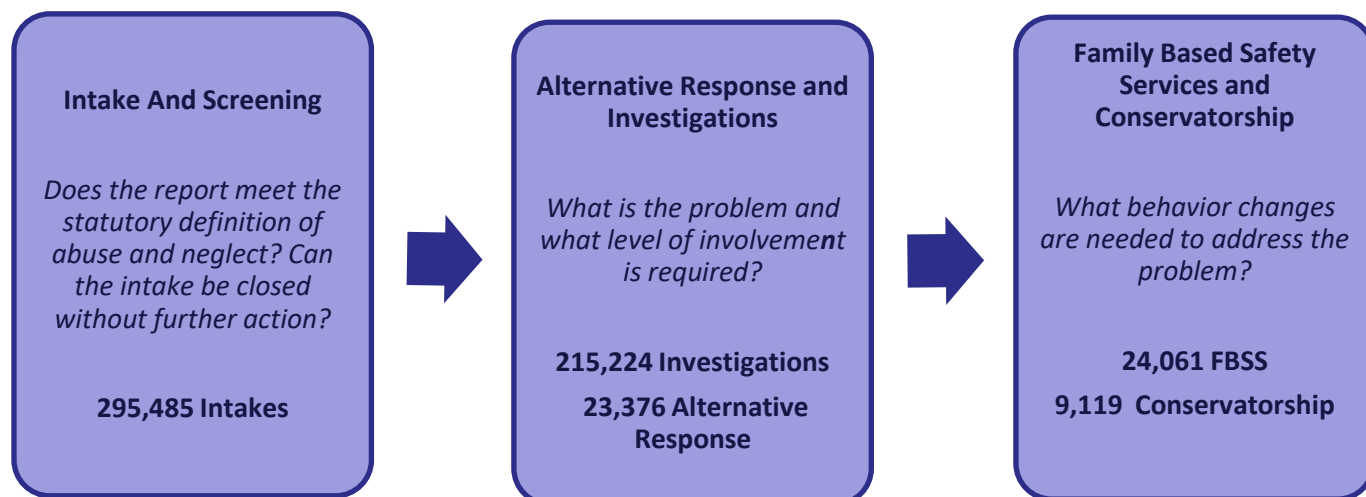 Intake And Screening
Does the report meet the
statutory definition of
abuse and neglect? Can
the intake be closed
without further action?
295,485 Intakes
Alternative Response and
Investigations
What is the problem and
what level of involvement
is required?
215,224 Investigations
23,376 Alternative
Response
Family Based Safety
Services and
Conservatorship
What behavior changes
are needed to address the
problem?
24,061 FBSS
9,119 Conservatorship